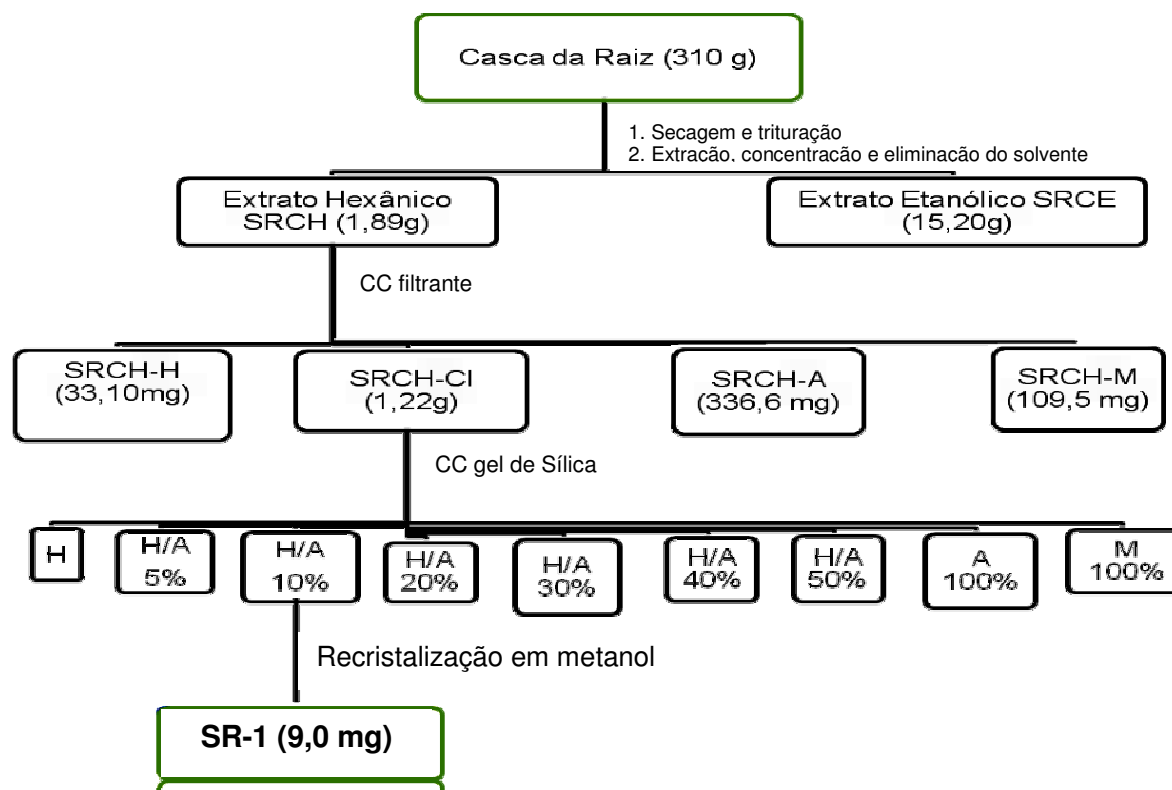 Casca da Raiz (310 g)
1. Secagem e trituração
2. Extração, concentração e eliminação do solvente
Extrato Hexânico
SRCH (1,89g)
Extrato Etanólico SRCE
(15,20g)
CC filtrante
SRCH-H
(33,10mg)
SRCH-Cl
(1,22g)
SRCH-A
(336,6 mg)
SRCH-M
(109,5 mg)
CC gel de Sílica
H
H/A
5%
H/A
10%
H/A
20%
H/A
30%
H/A
40%
H/A
50%
A
100%
M
100%
Recristalização em metanol
SR-1 (9,0 mg)